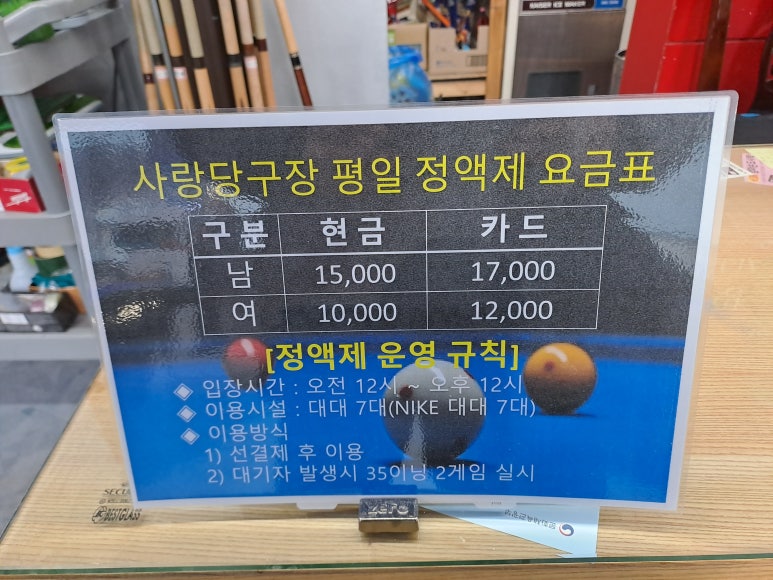 사랑당구장 평일 정액제 요금표
구분 현금 카드
남 15,000 17,000
여 10,000 12,000
[정액제 운영 규칙]
◆ 입장시간 : 오전 12시 ~ 오후 12시
◆ 이용시설 : 대대 7대(NIKE 대대 7대)
◆ 이용방식
1) 선결제 후 이용
2) 대기자 발생시 35이닝 2게임 실시
zero
BESTGLASS